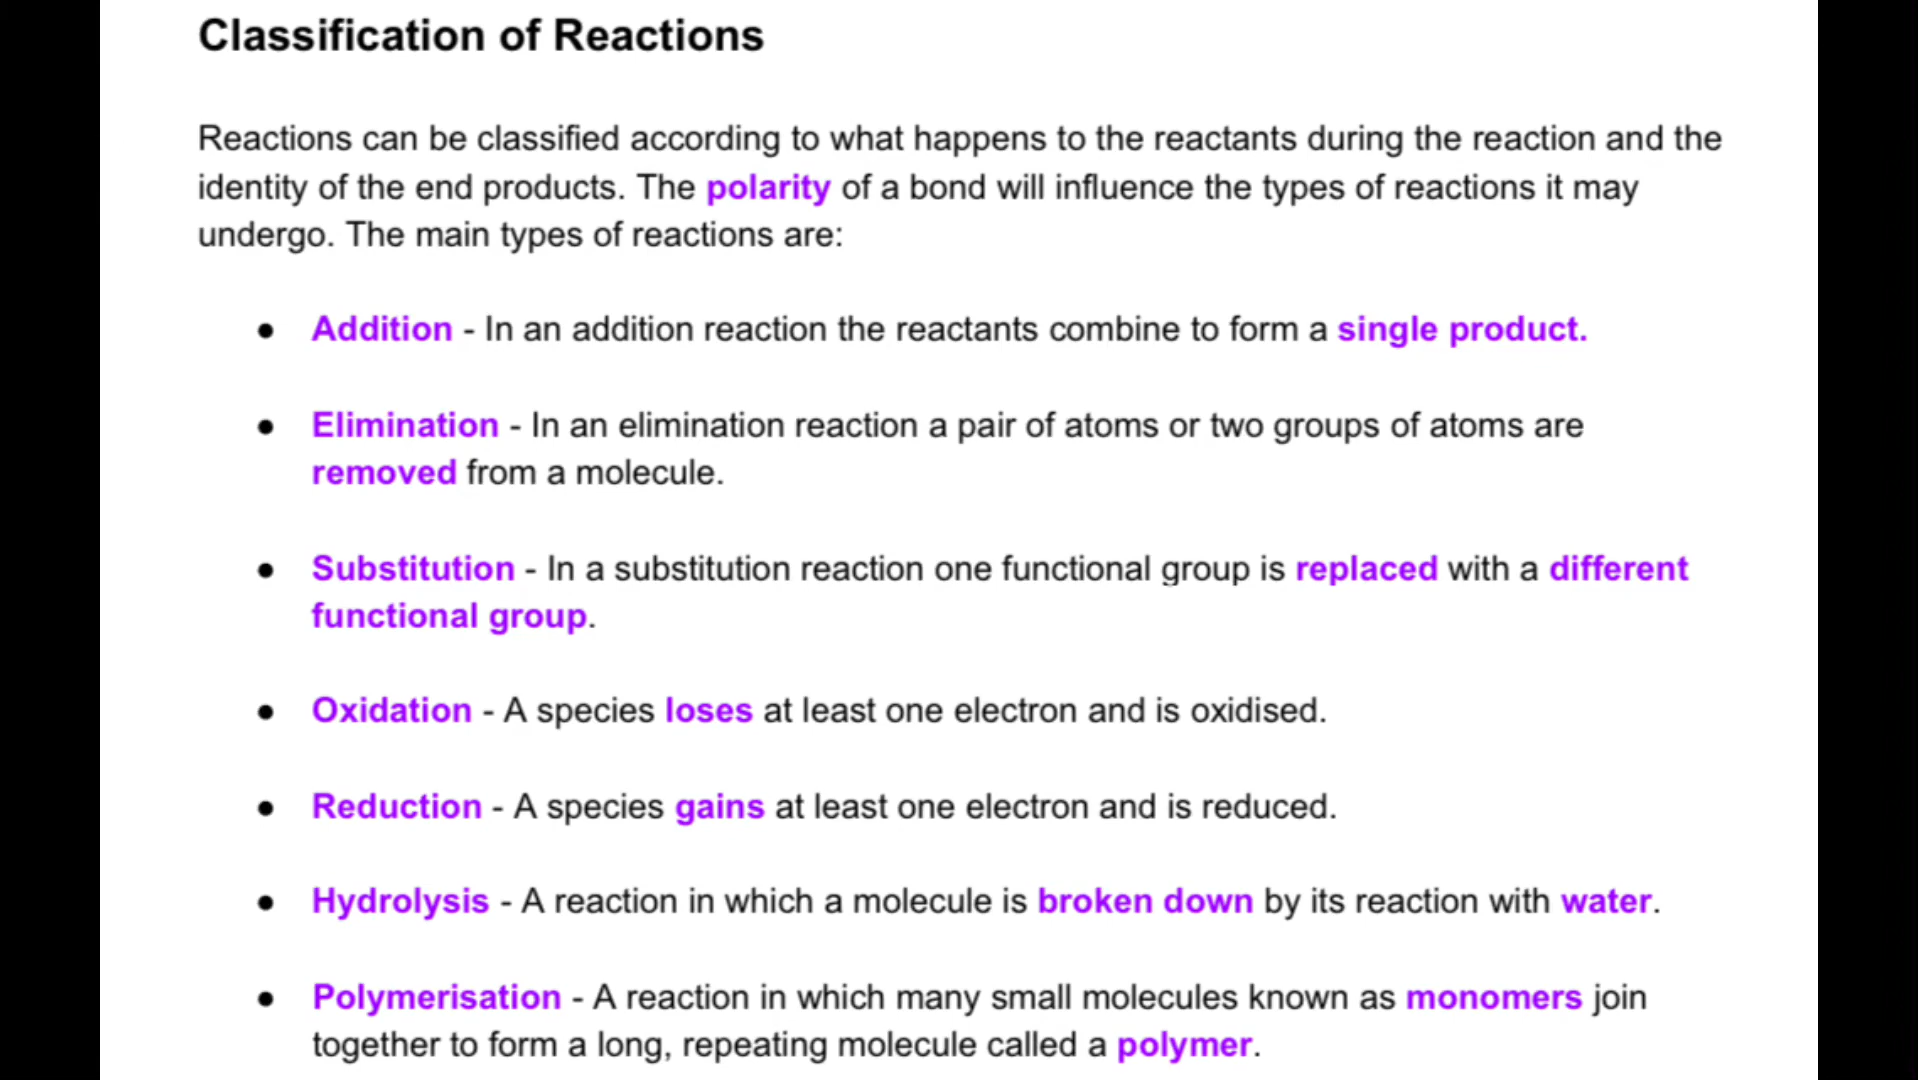 Classification of Reactions
Reactions can be classified according to what happens to the reactants during the reaction and the
identity of the end products. The polarity of a bond will influence the types of reactions it may
undergo. The main types of reactions are:
● Addition - In an addition reaction the reactants combine to form a single product.
● Elimination - In an elimination reaction a pair of atoms or two groups of atoms are
removed from a molecule.
● Substitution - In a substitution reaction one functional group is replaced with a different
functional group.
● Oxidation - A species loses at least one electron and is oxidised.
● Reduction - A species gains at least one electron and is reduced.
● Hydrolysis - A reaction in which a molecule is broken down by its reaction with water.
● Polymerisation - A reaction in which many small molecules known as monomers join
together to form a long, repeating molecule called a polymer.